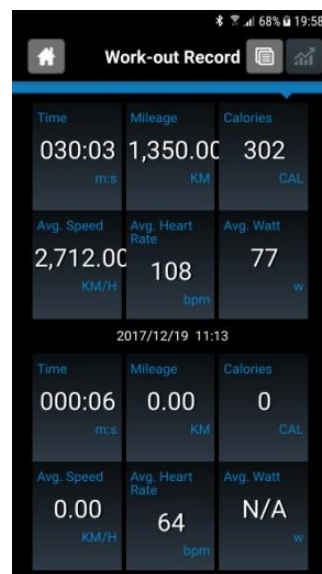 68% 19:58
Work-out Record
Time Mileage Calories
030:03 1,350.00 302
m:s KM CAL
Avg. Speed Avg. Heart Rate Avg. Watt
2,712.00 108 77
KM/H bpm w
2017/12/19 11:13
Time Mileage Calories
000:06 0.00 0
m:s KM CAL
Avg. Speed Avg. Heart Rate Avg. Watt
0.00 64 N/A
KM/H bpm w